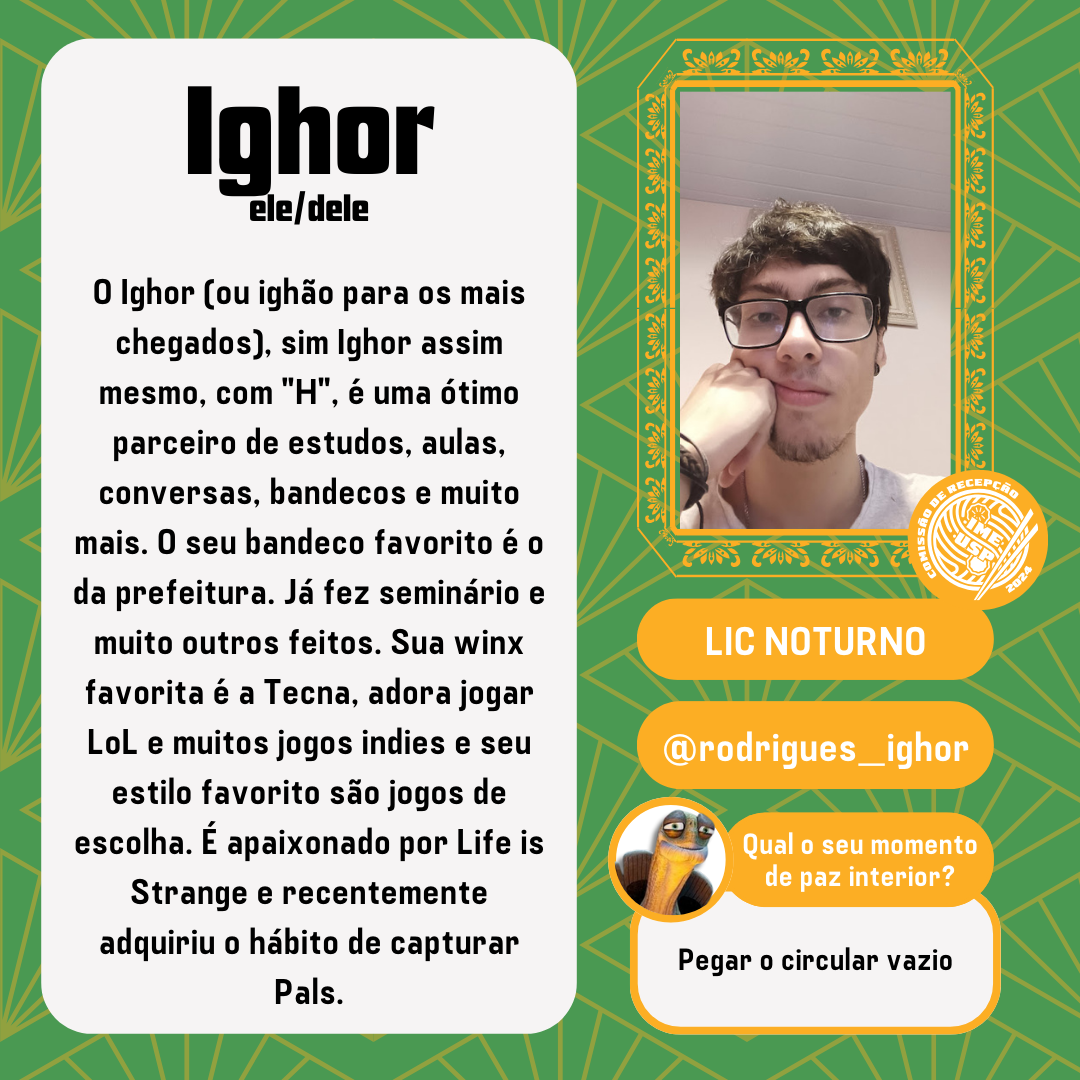 Ighor
ele/dele
O Ighor (ou ighão para os mais
chegados), sim Ighor assim
mesmo, com "H", é uma ótimo
parceiro de estudos, aulas,
conversas, bandecos e muito
mais. O seu bandeco favorito é o
da prefeitura. Já fez seminário e
muito outros feitos. Sua winx
favorita é a Tecna, adora jogar
LoL e muitos jogos indies e seu
estilo favorito são jogos de
escolha. É apaixonado por Life is
Strange e recentemente
adquiriu o hábito de capturar
Pals.
COMISSÃO DE RECEPÇÃO
IME
USP
2024
LIC NOTURNO
@rodrigues_ighor
Qual o seu momento
de paz interior?
Pegar o circular vazio